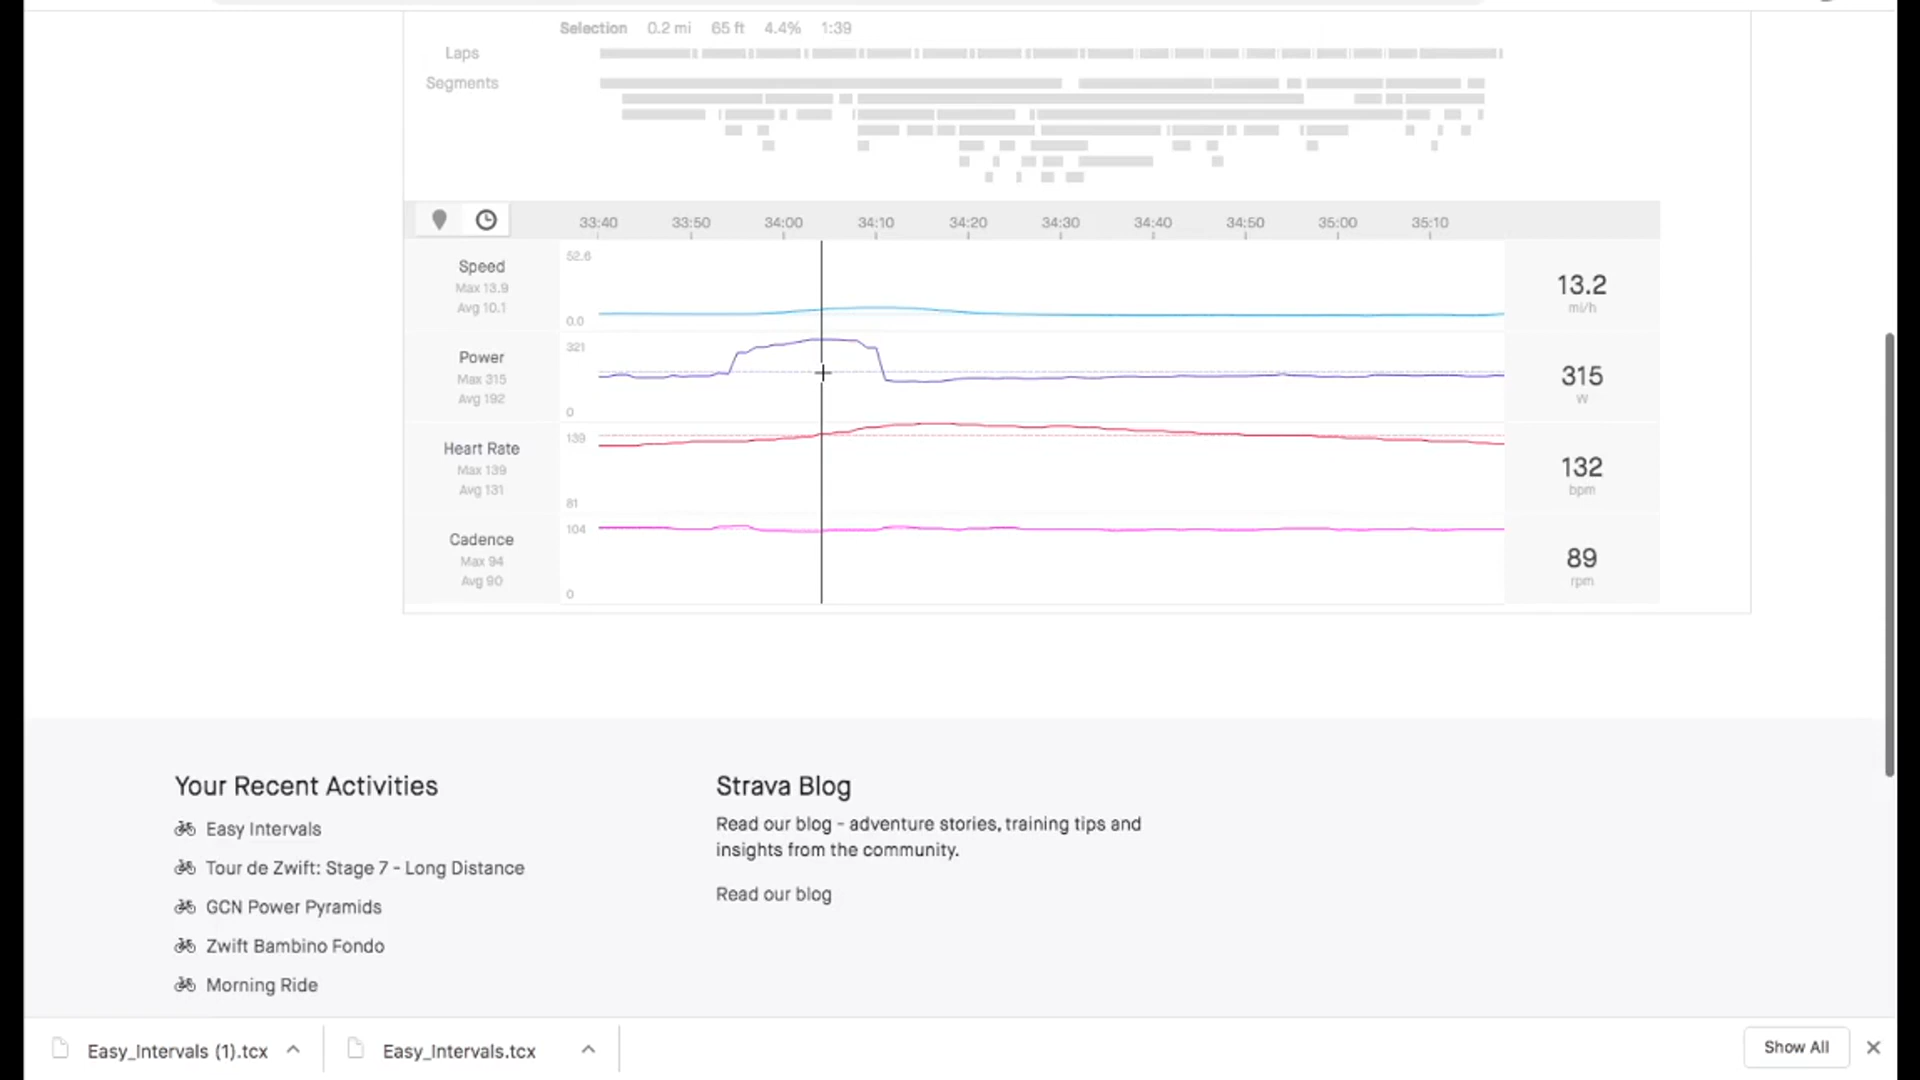 Selection 0.2 mi 65 ft 4.4% 1:39
Laps
Segments
33:40 33:50 34:00 34:10 34:20 34:30 34:40 34:50 35:00 35:10
Speed
Max 13.9
Avg 10.1
52.6
0.0
13.2
mi/h
Power
Max 315
Avg 192
321
0
315
W
Heart Rate
Max 139
Avg 131
139
81
132
bpm
Cadence
Max 94
Avg 90
104
0
89
rpm
Your Recent Activities
Easy Intervals
Tour de Zwift: Stage 7 - Long Distance
GCN Power Pyramids
Zwift Bambino Fondo
Morning Ride
Strava Blog
Read our blog - adventure stories, training tips and
insights from the community.
Read our blog
Easy_Intervals (1).tcx
Easy_Intervals.tcx
Show All